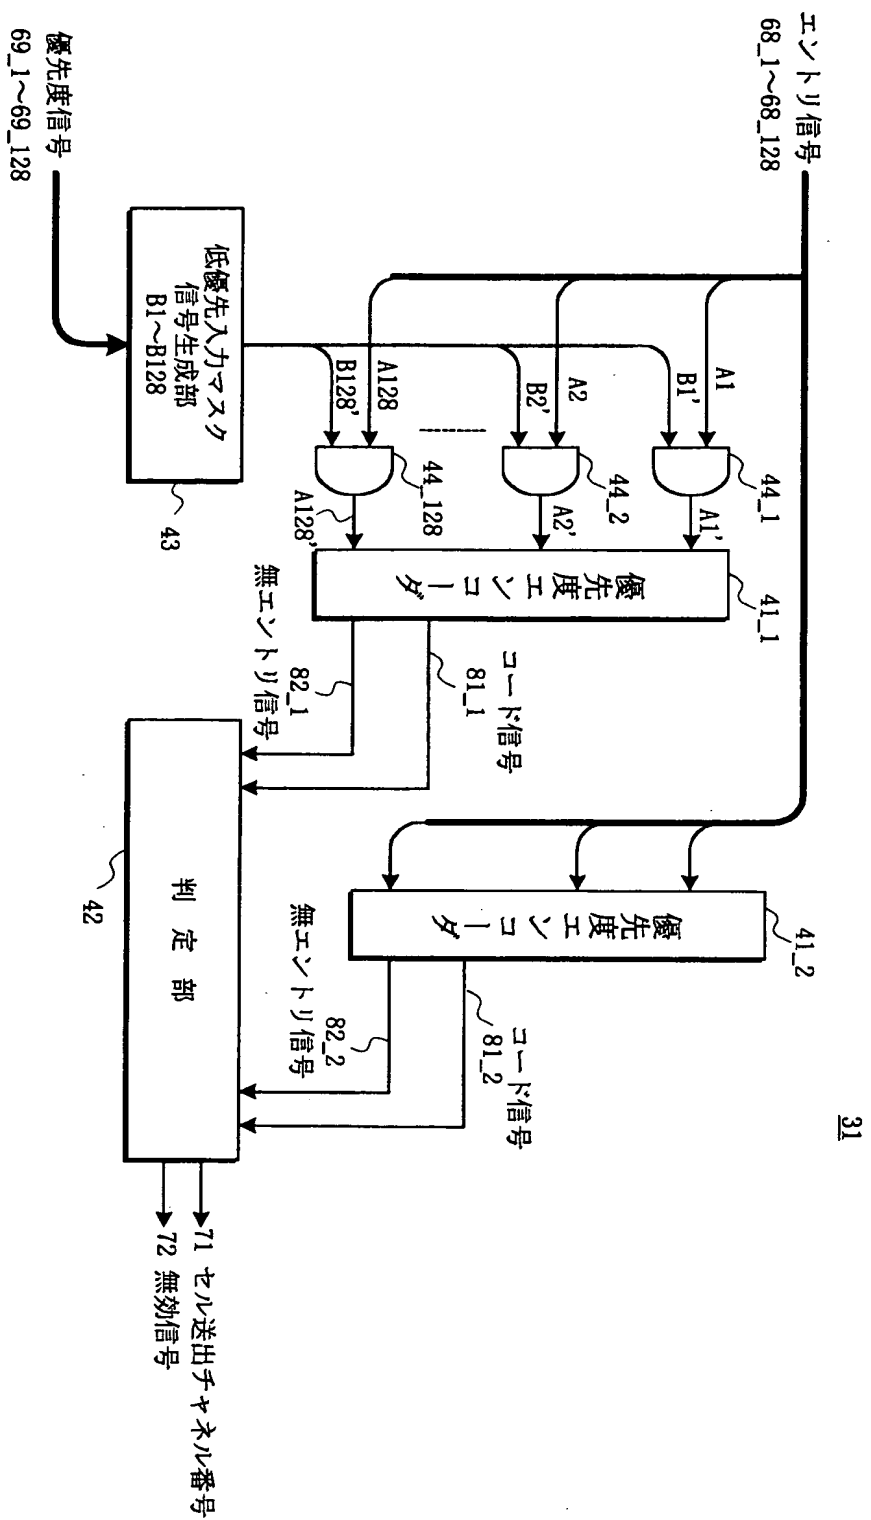 31
エントリ信号
68_1～68_128
A1
B1'
44_1
A1'
A2
B2'
44_2
A2'
A128
B128'
44_128
A128'
41_1
優先度エンコーダ
コード信号
81_1
82_1
無エントリ信号
41_2
優先度エンコーダ
コード信号
81_2
82_2
無エントリ信号
優先度信号
69_1～69_128
低優先入力マスク
信号生成部
B1～B128
43
判定部
42
71 セル送出チャネル番号
72 無効信号